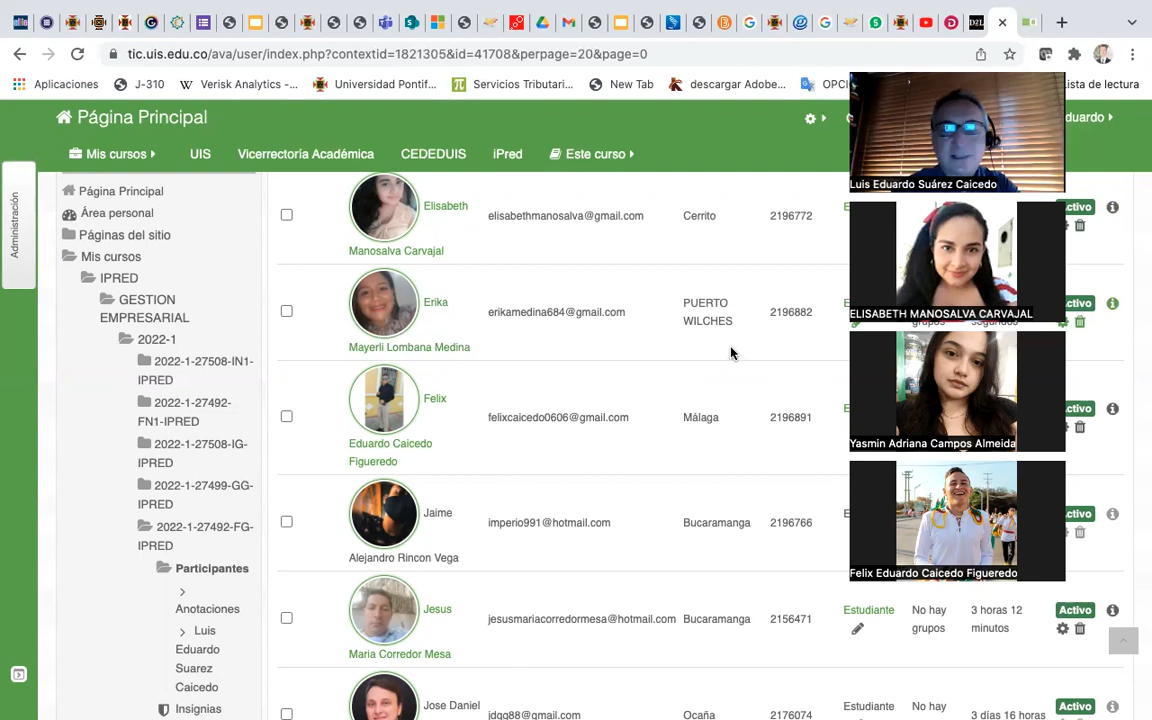 tic.uis.edu.co/ava/user/index.php?contextid=1821305&id=41708&perpage=20&page=0
Aplicaciones J-310 Verisk Analytics -... Universidad Pontif... Servicios Tributari... New Tab descargar Adobe... OPCI Lista de lectura
Página Principal
eduardo
Mis cursos UIS Vicerrectoría Académica CEDEDUIS iPred Este curso
Administración
Página Principal
Área personal
Páginas del sitio
Mis cursos
IPRED
GESTION
EMPRESARIAL
2022-1
2022-1-27508-IN1-
IPRED
2022-1-27492-
FN1-IPRED
2022-1-27508-IG-
IPRED
2022-1-27499-GG-
IPRED
2022-1-27492-FG-
IPRED
Participantes
Anotaciones
Luis
Eduardo
Suarez
Caicedo
Insignias
Elisabeth
Manosalva Carvajal
elisabethmanosalva@gmail.com Cerrito 2196772
Activo
Erika
Mayerli Lombana Medina
erikamedina684@gmail.com
PUERTO
WILCHES
2196882
grupos segundos
Activo
Felix
Eduardo Caicedo
Figueredo
felixcaicedo0606@gmail.com Málaga 2196891
Activo
Jaime
Alejandro Rincon Vega
imperio991@hotmail.com Bucaramanga 2196766
Activo
Jesus
Maria Corredor Mesa
jesusmariacorredormesa@hotmail.com Bucaramanga 2156471
Estudiante
No hay
grupos
3 horas 12
minutos
Activo
Jose Daniel
jdgg88@gmail.com Ocaña 2176074
Estudiante No hay 3 días 16 horas Activo
Luis Eduardo Suárez Caicedo
ELISABETH MANOSALVA CARVAJAL
Yasmin Adriana Campos Almeida
Felix Eduardo Caicedo Figueredo